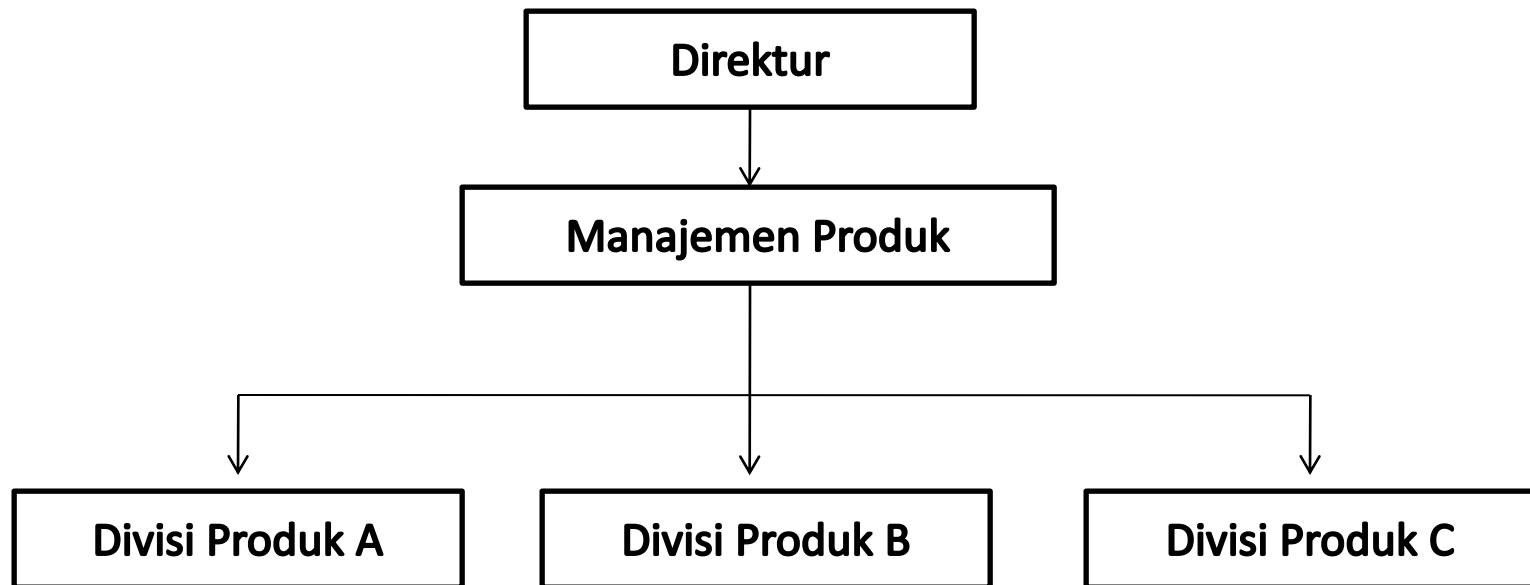 Direktur
Manajemen Produk
Divisi Produk A
Divisi Produk B
Divisi Produk C